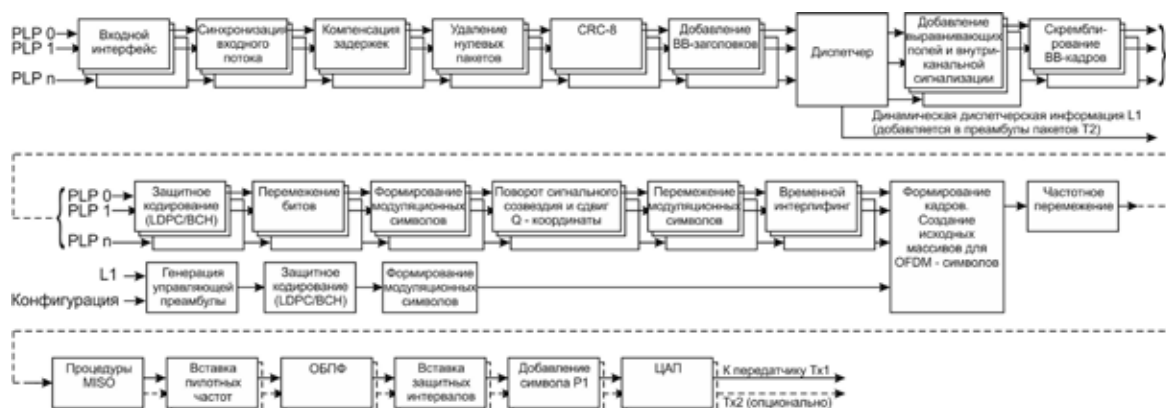 PLP 0
PLP 1
PLP n
Входной
интерфейс
Синхронизация
входного
потока
Компенсация
задержек
Удаление
нулевых
пакетов
CRC-8
Добавление
BB-заголовков
Диспетчер
Добавление
выравнивающих
полей и внутри-
канальной
сигнализации
Скрембли-
рование
BB-кадров
Динамическая диспетчерская информация L1
(добавляется в преамбулы пакетов T2)
PLP 0
PLP 1
PLP n
Защитное
кодирование
(LDPC/BCH)
Перемежение
битов
Формирование
модуляционных
символов
Поворот сигнального
созвездия и сдвиг
Q - координаты
Перемежение
модуляционных
символов
Временной
интерлифинг
Формирование
кадров.
Создание
исходных
массивов для
OFDM - символов
Частотное
перемежение
L1
Конфигурация
Генерация
управляющей
преамбулы
Защитное
кодирование
(LDPC/BCH)
Формирование
модуляционных
символов
Процедуры
MISO
Вставка
пилотных
частот
ОБПФ
Вставка
защитных
интервалов
Добавление
символа P1
ЦАП
К передатчику Tx1
Tx2 (опционально)